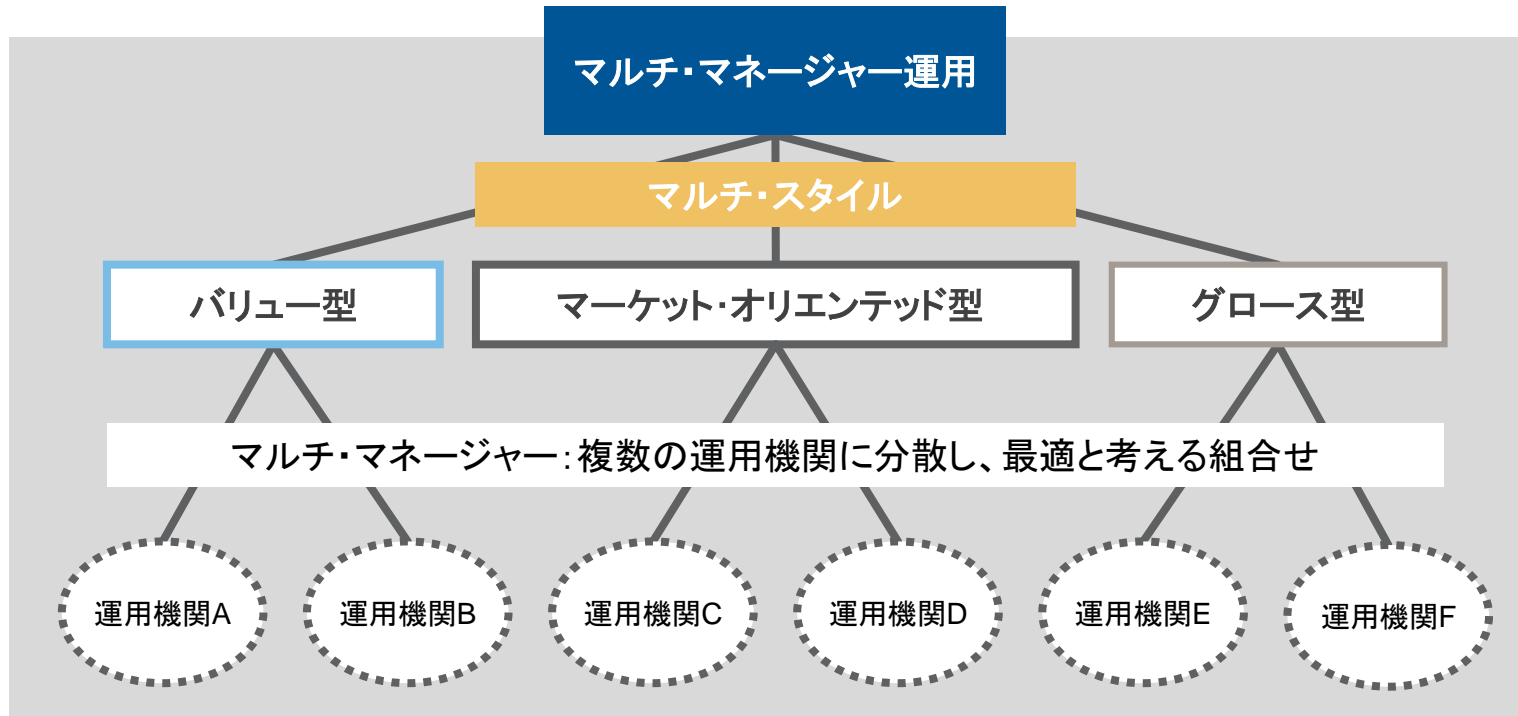 マルチ・マネージャー運用
マルチ・スタイル
バリュー型
マーケット・オリエンテッド型
グロース型
マルチ・マネージャー：複数の運用機関に分散し、最適と考える組合せ
運用機関A
運用機関B
運用機関C
運用機関D
運用機関E
運用機関F